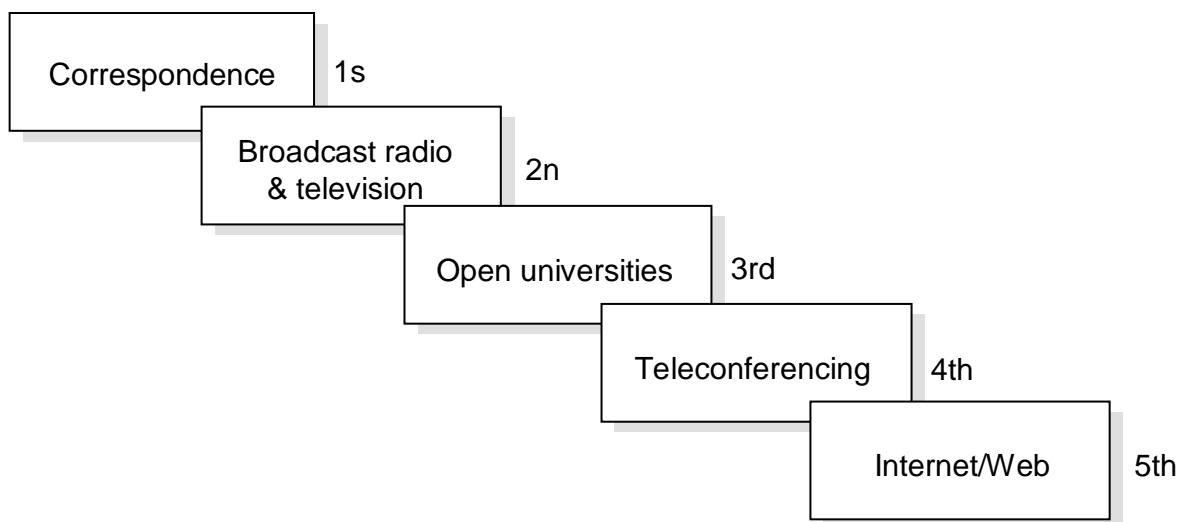 Correspondence
1s
Broadcast radio
& television
2n
Open universities
3rd
Teleconferencing
4th
Internet/Web
5th